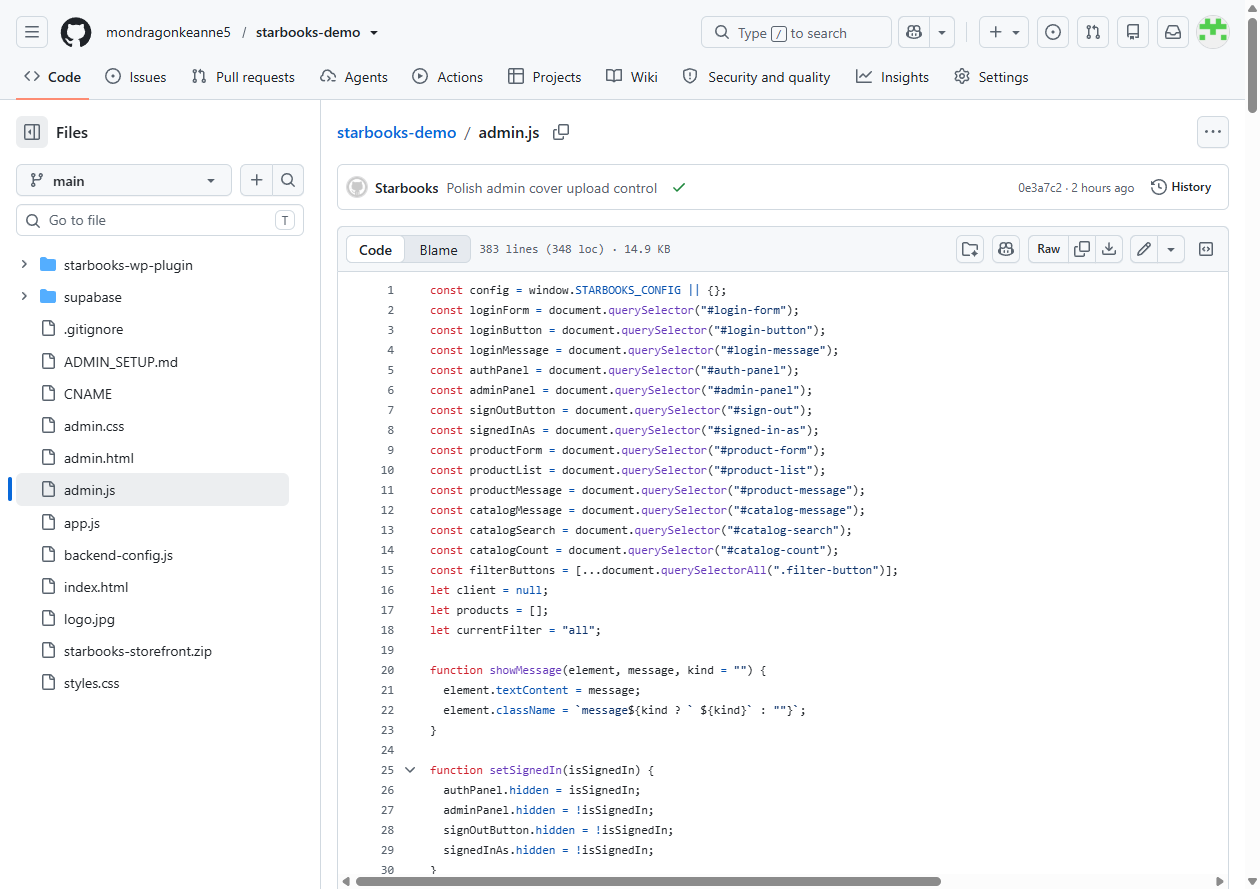 mondragonkeanne5 / starbooks-demo
Type / to search
Code
Issues
Pull requests
Agents
Actions
Projects
Wiki
Security and quality
Insights
Settings
Files
main
Go to file
T
starbooks-wp-plugin
supabase
.gitignore
ADMIN_SETUP.md
CNAME
admin.css
admin.html
admin.js
app.js
backend-config.js
index.html
logo.jpg
starbooks-storefront.zip
styles.css
starbooks-demo / admin.js
Starbooks Polish admin cover upload control
0e3a7c2 · 2 hours ago
History
Code Blame 383 lines (348 loc) · 14.9 KB
Raw
1 const config = window.STARBOOKS_CONFIG || {};
2 const loginForm = document.querySelector("#login-form");
3 const loginButton = document.querySelector("#login-button");
4 const loginMessage = document.querySelector("#login-message");
5 const authPanel = document.querySelector("#auth-panel");
6 const adminPanel = document.querySelector("#admin-panel");
7 const signOutButton = document.querySelector("#sign-out");
8 const signedInAs = document.querySelector("#signed-in-as");
9 const productForm = document.querySelector("#product-form");
10 const productList = document.querySelector("#product-list");
11 const productMessage = document.querySelector("#product-message");
12 const catalogMessage = document.querySelector("#catalog-message");
13 const catalogSearch = document.querySelector("#catalog-search");
14 const catalogCount = document.querySelector("#catalog-count");
15 const filterButtons = [...document.querySelectorAll(".filter-button")];
16 let client = null;
17 let products = [];
18 let currentFilter = "all";
19
20 function showMessage(element, message, kind = "") {
21 element.textContent = message;
22 element.className = `message${kind ? ` ${kind}` : ""}`;
23 }
24
25 function setSignedIn(isSignedIn) {
26 authPanel.hidden = isSignedIn;
27 adminPanel.hidden = !isSignedIn;
28 signOutButton.hidden = !isSignedIn;
29 signedInAs.hidden = !isSignedIn;
30 }